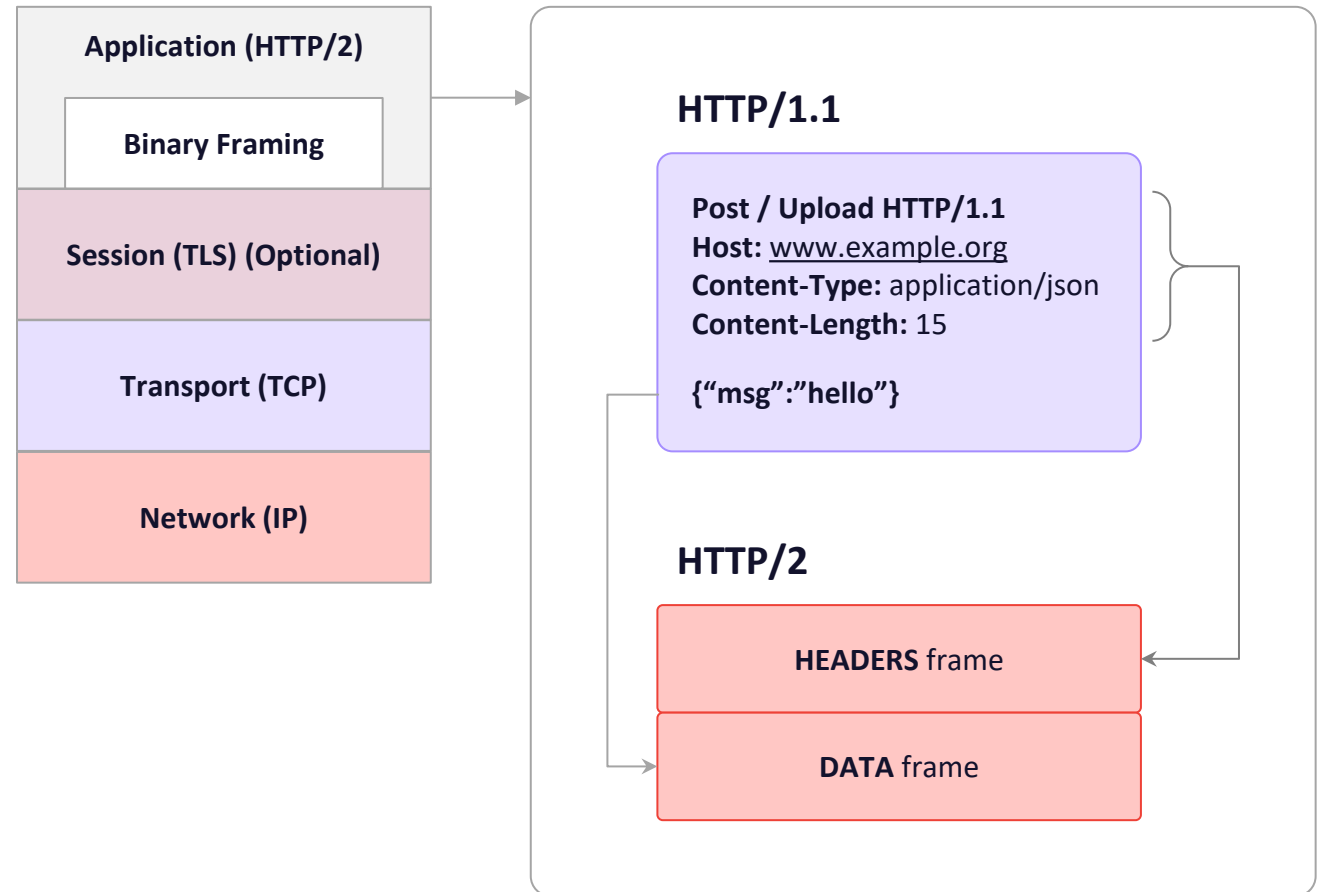 Application (HTTP/2)
Binary Framing
Session (TLS) (Optional)
Transport (TCP)
Network (IP)
HTTP/1.1
Post / Upload HTTP/1.1
Host: www.example.org
Content-Type: application/json
Content-Length: 15
{“msg”:”hello”}
HTTP/2
HEADERS frame
DATA frame